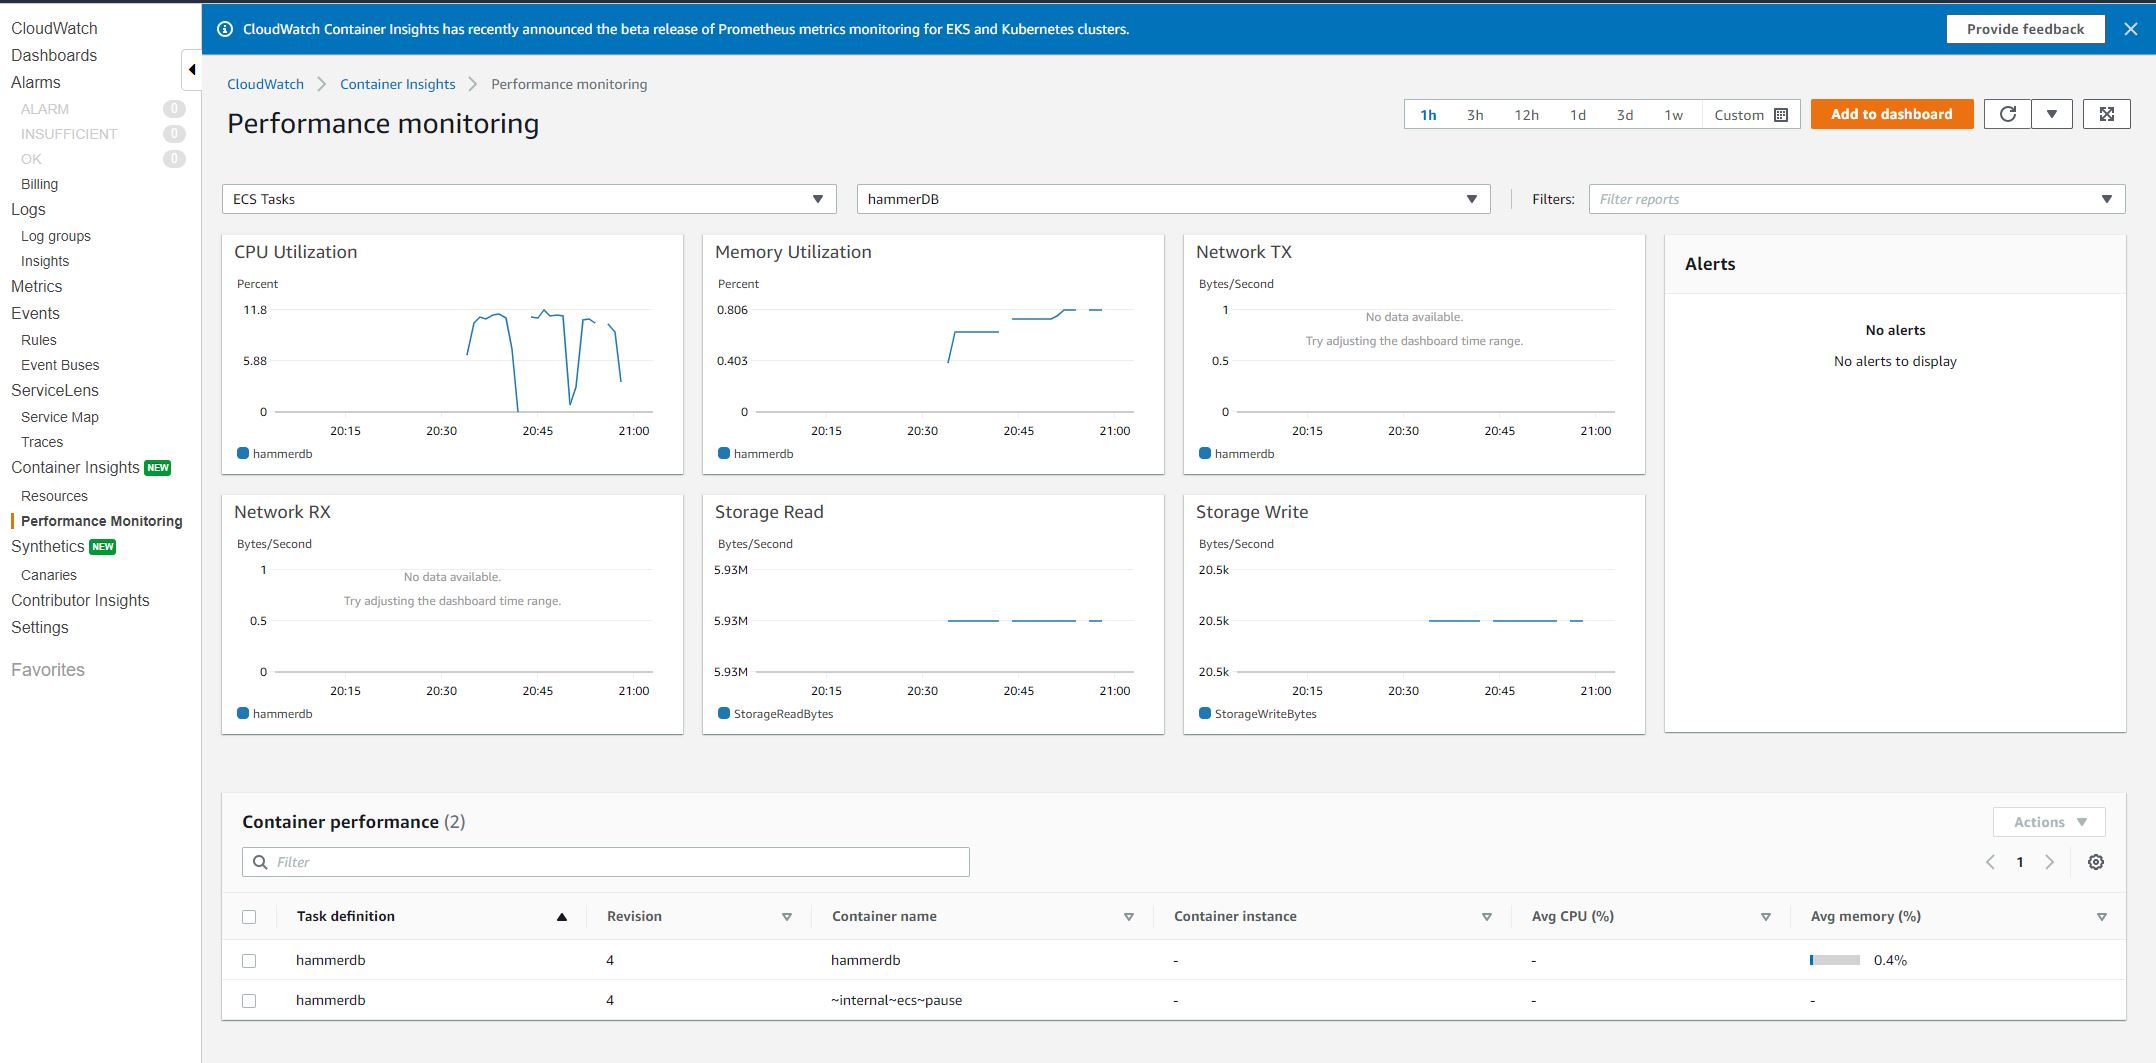 CloudWatch
Dashboards
Alarms
ALARM 0
INSUFFICIENT 0
OK 0
Billing
Logs
Log groups
Insights
Metrics
Events
Rules
Event Buses
ServiceLens
Service Map
Traces
Container Insights NEW
Resources
Performance Monitoring
Synthetics NEW
Canaries
Contributor Insights
Settings
Favorites
CloudWatch Container Insights has recently announced the beta release of Prometheus metrics monitoring for EKS and Kubernetes clusters.
Provide feedback
CloudWatch Container Insights Performance monitoring
Performance monitoring
1h 3h 12h 1d 3d 1w Custom
Add to dashboard
ECS Tasks
hammerDB
Filters:
Filter reports
CPU Utilization
Percent
11.8
5.88
0
20:15 20:30 20:45 21:00
hammerdb
Memory Utilization
Percent
0.806
0.403
0
20:15 20:30 20:45 21:00
hammerdb
Network TX
Bytes/Second
1
No data available.
Try adjusting the dashboard time range.
0.5
0
20:15 20:30 20:45 21:00
hammerdb
Alerts
No alerts
No alerts to display
Network RX
Bytes/Second
1
No data available.
Try adjusting the dashboard time range.
0.5
0
20:15 20:30 20:45 21:00
hammerdb
Storage Read
Bytes/Second
5.93M
5.93M
5.93M
20:15 20:30 20:45 21:00
StorageReadBytes
Storage Write
Bytes/Second
20.5k
20.5k
20.5k
20:15 20:30 20:45 21:00
StorageWriteBytes
Container performance (2)
Actions
Filter
1
Task definition Revision Container name Container instance Avg CPU (%) Avg memory (%)
hammerdb 4 hammerdb - - 0.4%
hammerdb 4 ~internal~ecs~pause - - -